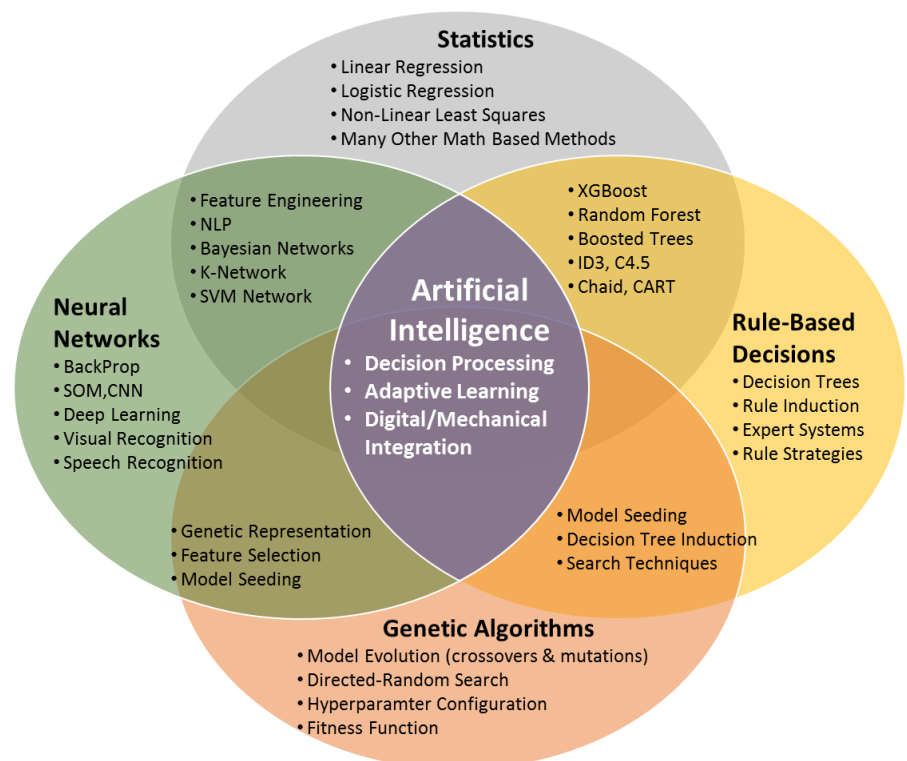 Statistics
• Linear Regression
• Logistic Regression
• Non-Linear Least Squares
• Many Other Math Based Methods
• Feature Engineering
• NLP
• Bayesian Networks
• K-Network
• SVM Network
• XGBoost
• Random Forest
• Boosted Trees
• ID3, C4.5
• Chaid, CART
Artificial
Intelligence
• Decision Processing
• Adaptive Learning
• Digital/Mechanical
Integration
Neural
Networks
• BackProp
• SOM,CNN
• Deep Learning
• Visual Recognition
• Speech Recognition
Rule-Based
Decisions
• Decision Trees
• Rule Induction
• Expert Systems
• Rule Strategies
• Genetic Representation
• Feature Selection
• Model Seeding
• Model Seeding
• Decision Tree Induction
• Search Techniques
Genetic Algorithms
• Model Evolution (crossovers & mutations)
• Directed-Random Search
• Hyperparamter Configuration
• Fitness Function